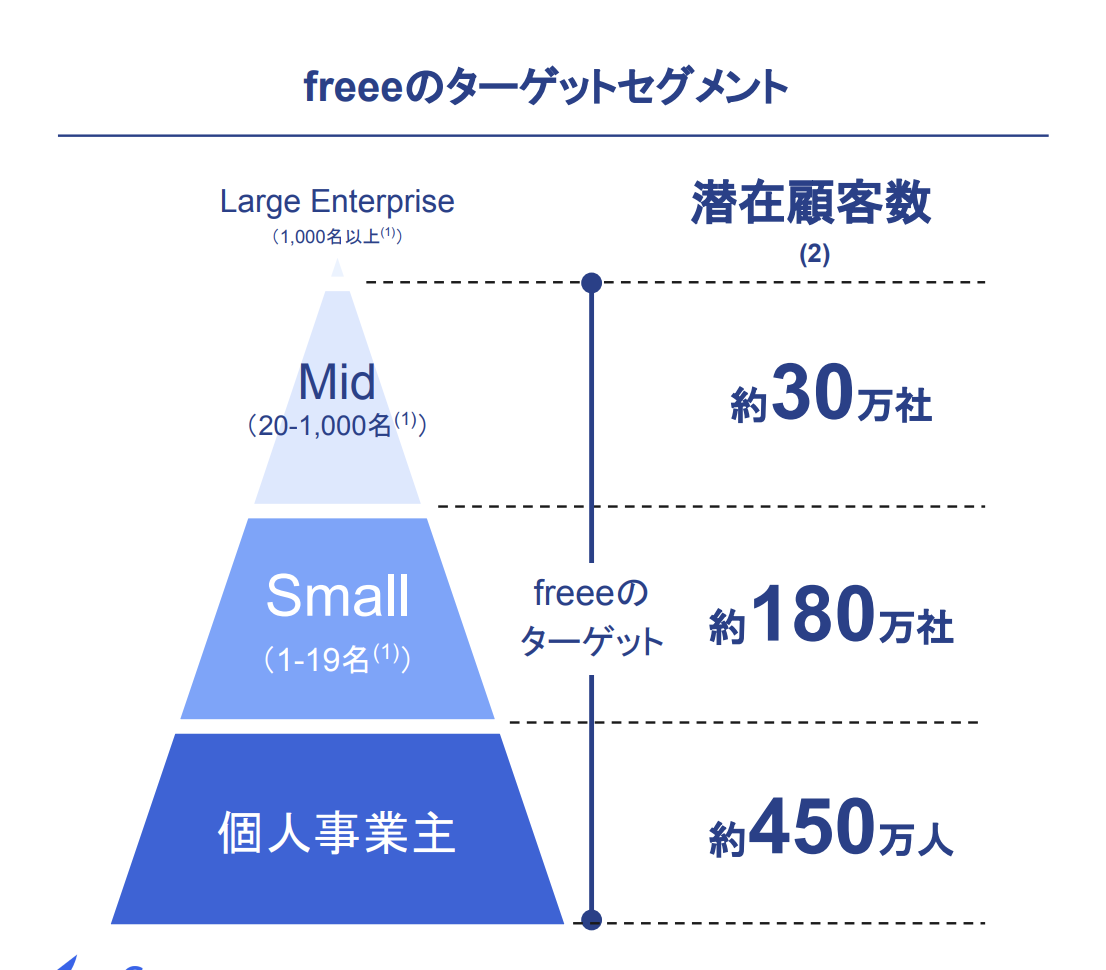 freeeのターゲットセグメント
Large Enterprise
（1,000名以上(1)）
潜在顧客数
(2)
Mid
（20-1,000名(1)）
約30万社
Small
（1-19名(1)）
freeeの
ターゲット
約180万社
個人事業主
約450万人